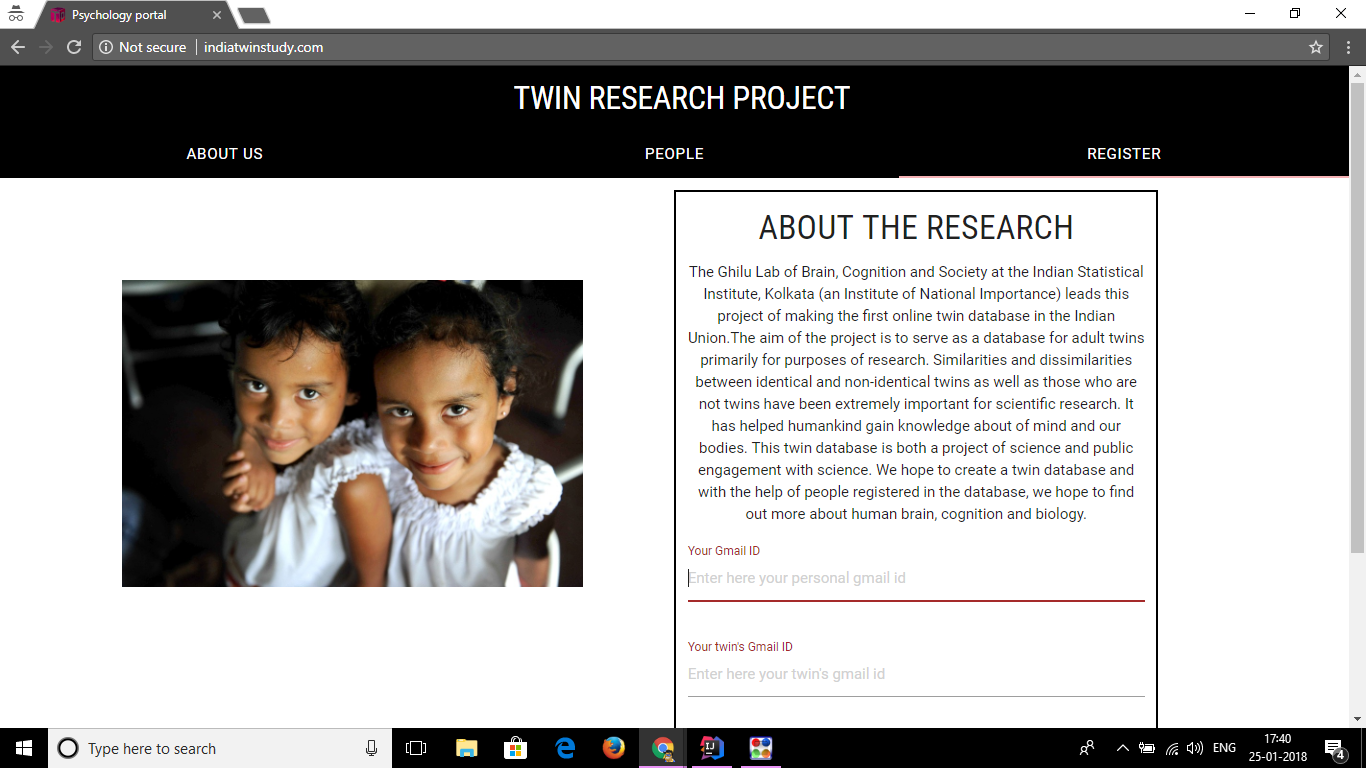 Psychology portal
Not secure
indiatwinstudy.com
TWIN RESEARCH PROJECT
ABOUT US
PEOPLE
REGISTER
ABOUT THE RESEARCH
The Ghilu Lab of Brain, Cognition and Society at the Indian Statistical
Institute, Kolkata (an Institute of National Importance) leads this
project of making the first online twin database in the Indian
Union.The aim of the project is to serve as a database for adult twins
primarily for purposes of research. Similarities and dissimilarities
between identical and non-identical twins as well as those who are
not twins have been extremely important for scientific research. It
has helped humankind gain knowledge about of mind and our
bodies. This twin database is both a project of science and public
engagement with science. We hope to create a twin database and
with the help of people registered in the database, we hope to find
out more about human brain, cognition and biology.
Your Gmail ID
Enter here your personal gmail id
Your twin's Gmail ID
Enter here your twin's gmail id
Type here to search
IJ
ENG
17:40
25-01-2018
4